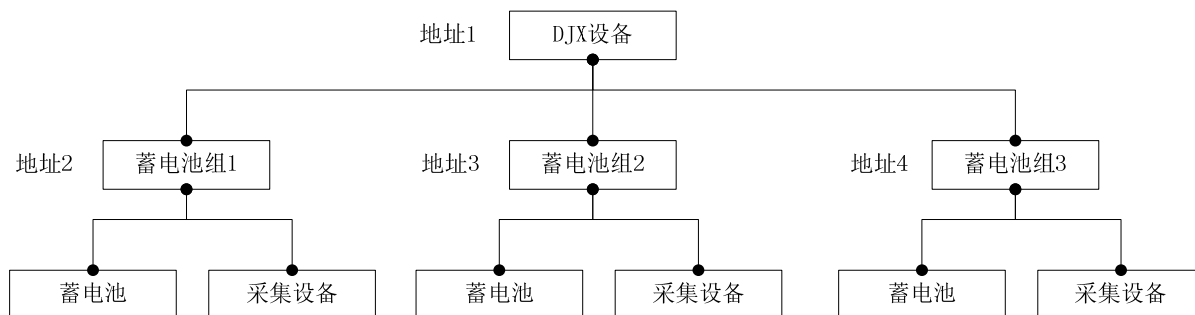 地址1 DJX设备
地址2 蓄电池组1 地址3 蓄电池组2 地址4 蓄电池组3
蓄电池 采集设备 蓄电池 采集设备 蓄电池 采集设备